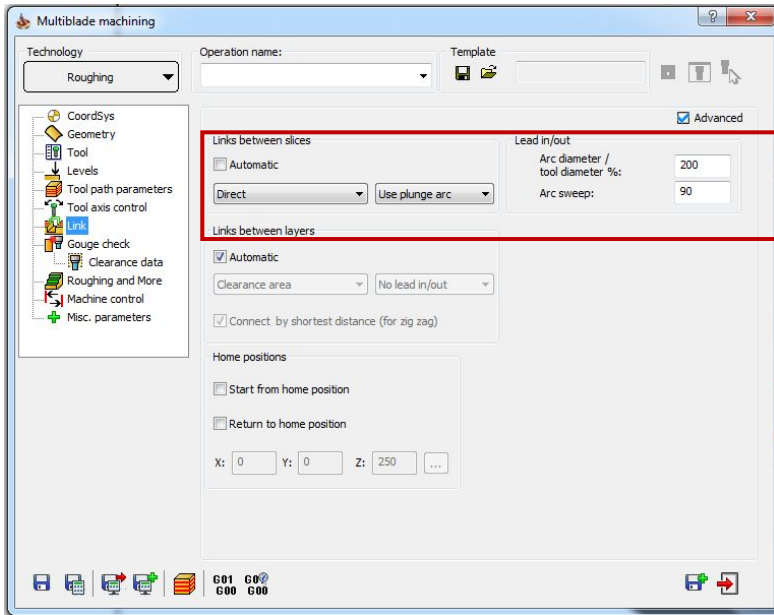 Multiblade machining
Technology
Operation name:
Template
Roughing
CoordSys
Geometry
Tool
Levels
Tool path parameters
Tool axis control
Link
Gouge check
Clearance data
Roughing and More
Machine control
Misc. parameters
Advanced
Links between slices
Automatic
Direct
Use plunge arc
Lead in/out
Arc diameter /
tool diameter %:
200
Arc sweep:
90
Links between layers
Automatic
Clearance area
No lead in/out
Connect by shortest distance (for zig zag)
Home positions
Start from home position
Return to home position
X: 0 Y: 0 Z: 250 ...
G01 G00
G00 G00